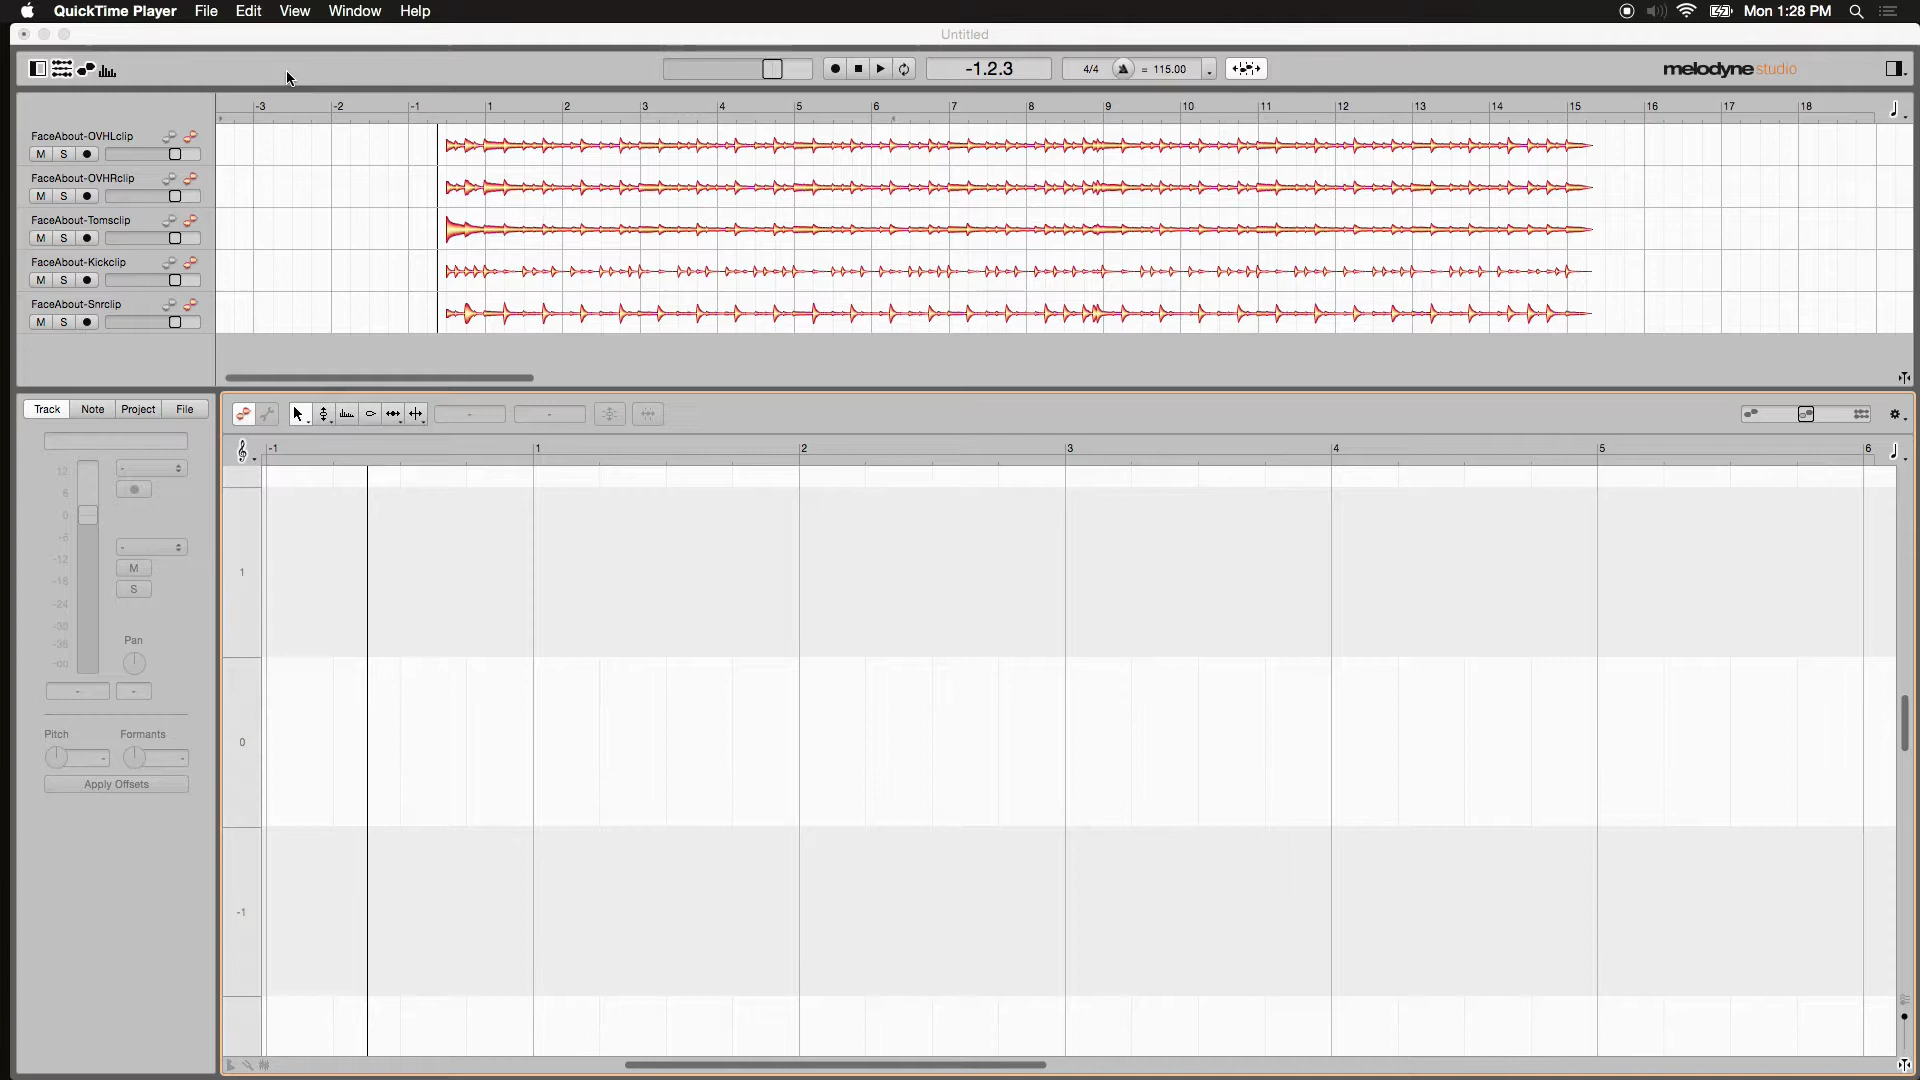 QuickTime Player File Edit View Window Help Mon 1:28 PM
Untitled
-1.2.3 4/4 = 115.00 melodyne studio
-3 -2 -1 1 2 3 4 5 6 7 8 9 10 11 12 13 14 15 16 17 18
FaceAbout-OVHLclip
M S
FaceAbout-OVHRclip
M S
FaceAbout-Tomsclip
M S
FaceAbout-Kickclip
M S
FaceAbout-Snrclip
M S
Track Note Project File - -
-1 1 2 3 4 5 6
12 -
6
0
-6 -
-12 M
-18 S
-24
-30
-36 Pan
-oo
- -
Pitch Formants
- -
Apply Offsets
1
0
-1